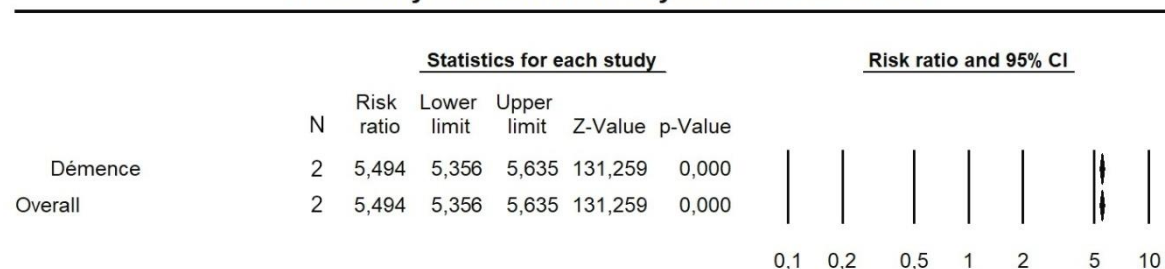 Statistics for each study Risk ratio and 95% CI
Risk Lower Upper
N ratio limit limit Z-Value p-Value
Démence 2 5,494 5,356 5,635 131,259 0,000
Overall 2 5,494 5,356 5,635 131,259 0,000
0,1 0,2 0,5 1 2 5 10